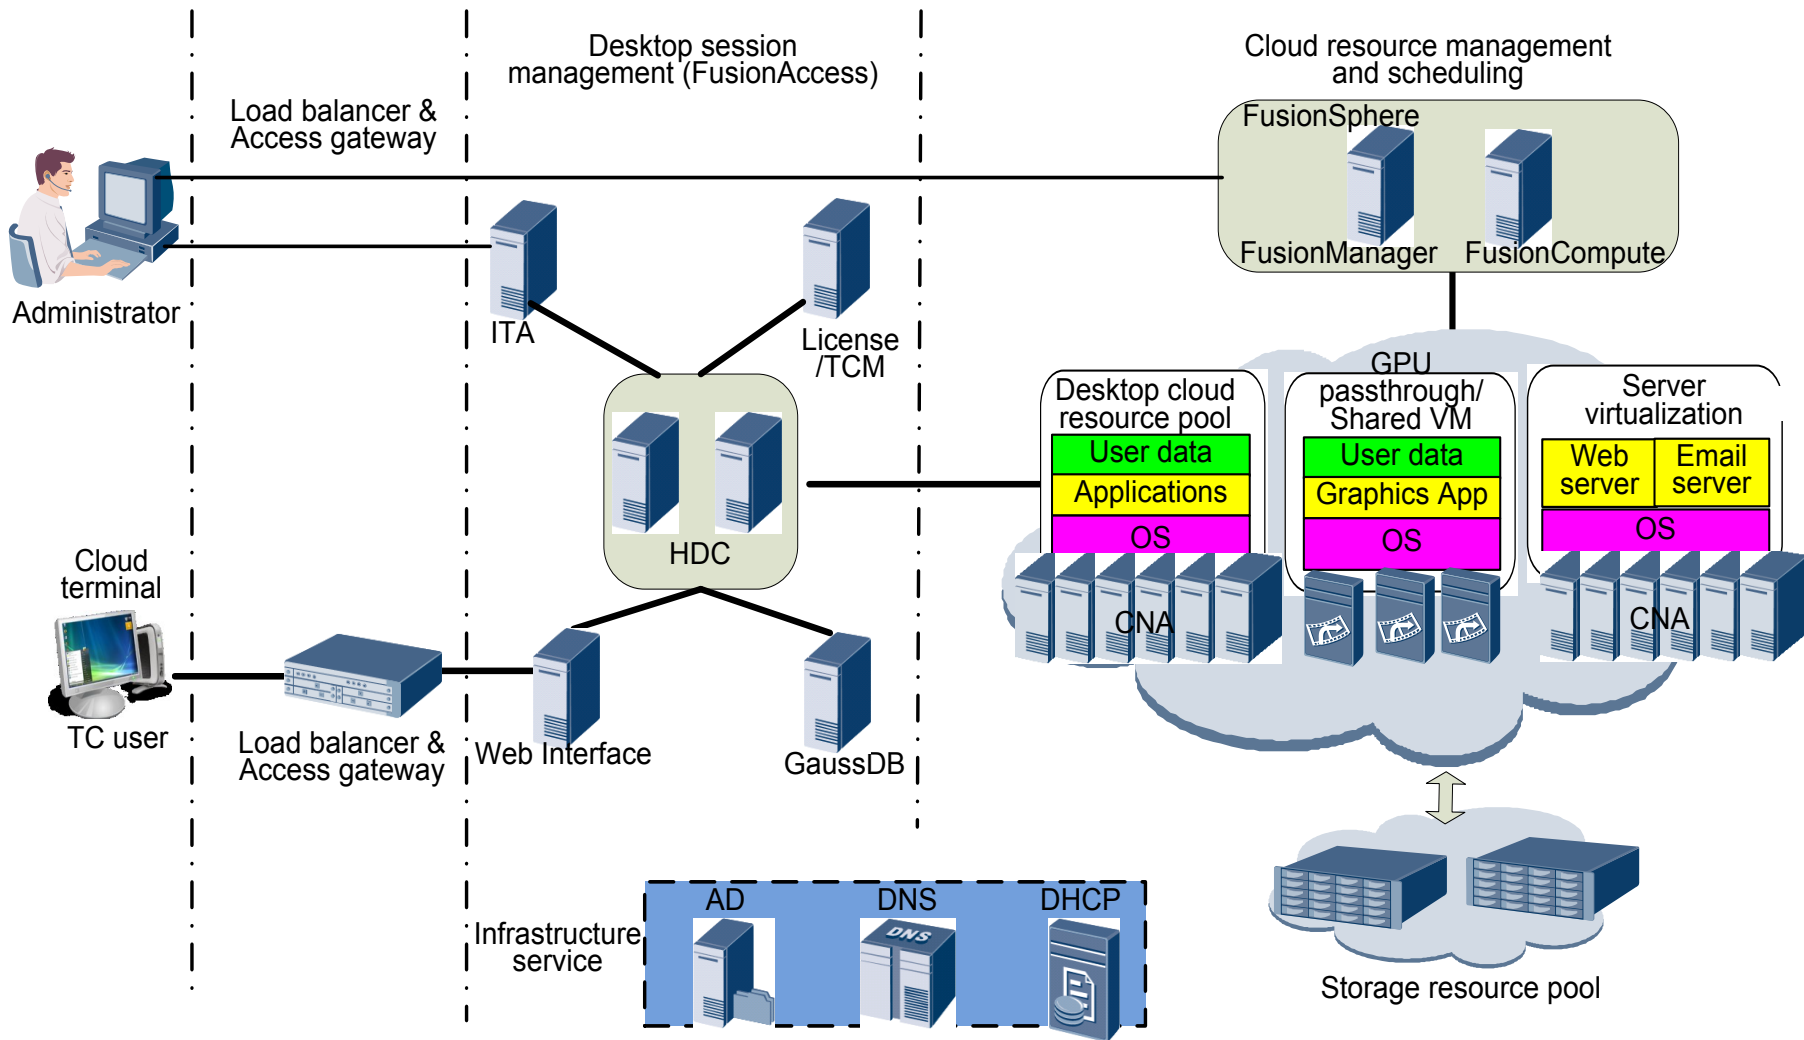 Desktop session
management (FusionAccess)
Cloud resource management
and scheduling
Load balancer &
Access gateway
FusionSphere
FusionManager
FusionCompute
Administrator
ITA
License
/TCM
GPU
passthrough/
Shared VM
Desktop cloud
resource pool
Server
virtualization
User data
Applications
OS
User data
Graphics App
OS
Web
server
Email
server
OS
HDC
CNA
CNA
Cloud
terminal
TC user
Load balancer &
Access gateway
Web Interface
GaussDB
Infrastructure
service
AD
DNS
DHCP
DNS
Storage resource pool